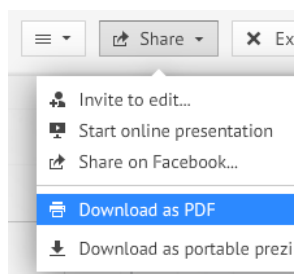 Share Ex
Invite to edit...
Start online presentation
Share on Facebook...
Download as PDF
Download as portable prezi